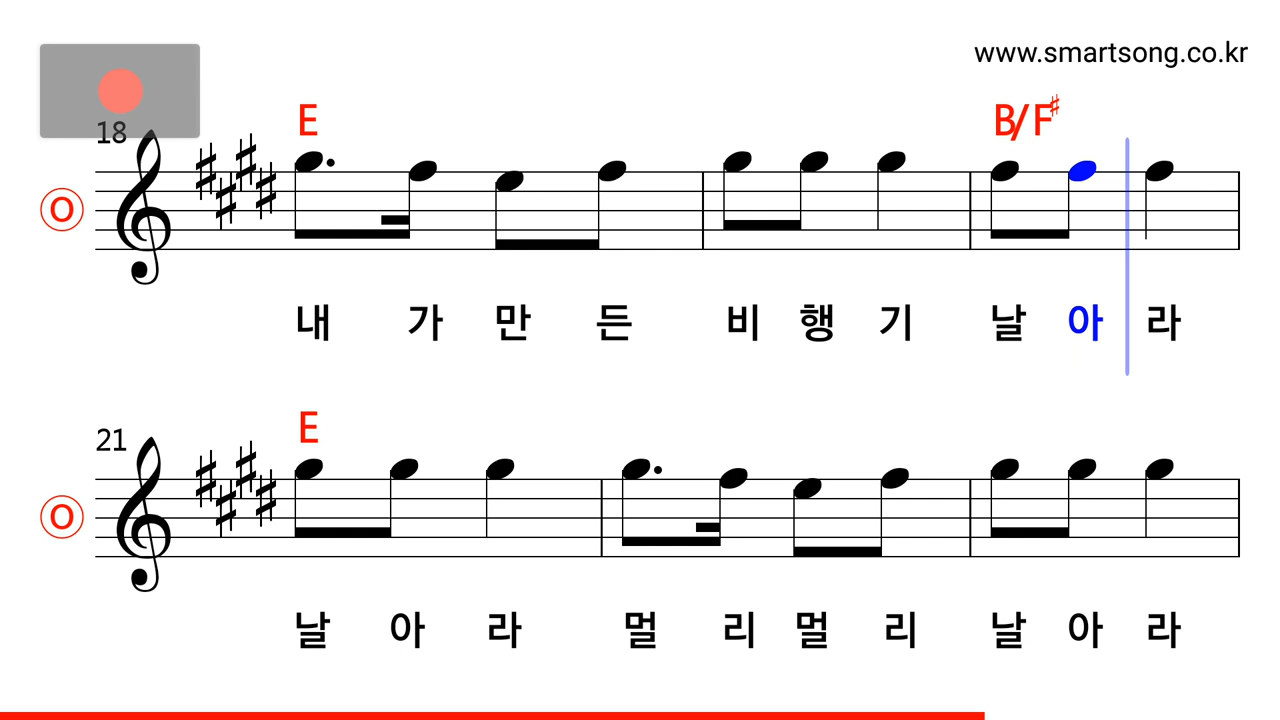 www.smartsong.co.kr
18
E B/F♯
O
내 가 만 든 비 행 기 날 아 라
21
E
O
날 아 라 멀 리 멀 리 날 아 라